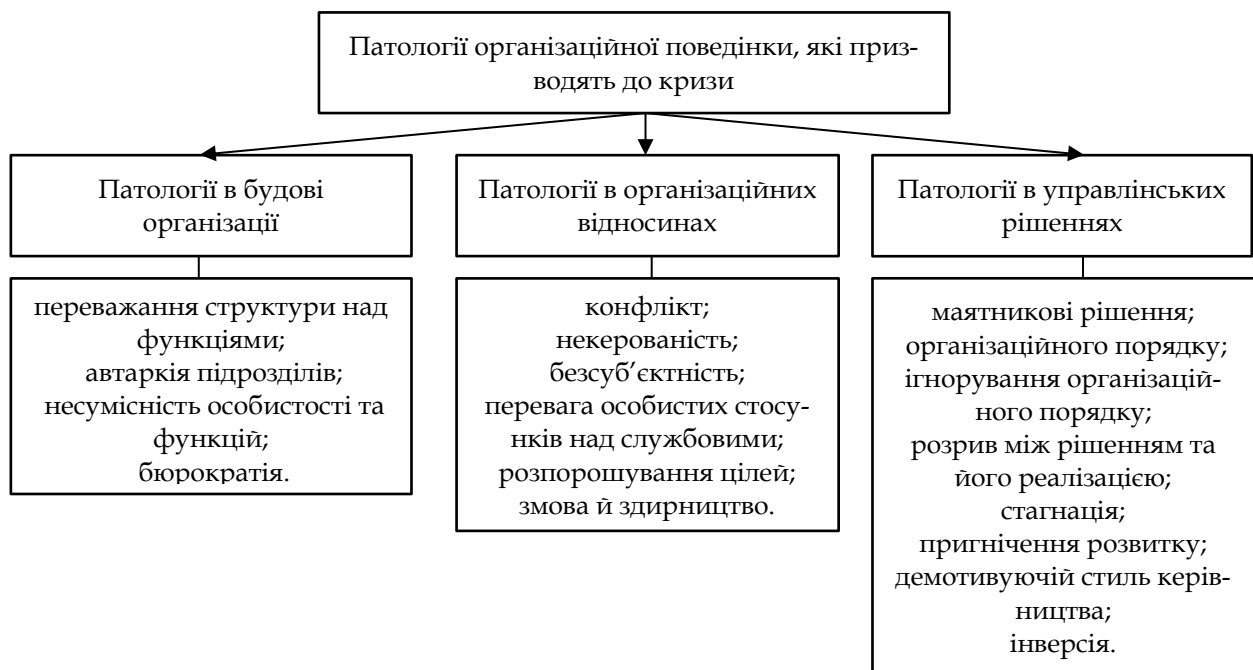 Патології організаційної поведінки, які приз-
водять до кризи
Патології в будові
організації
Патології в організаційних
відносинах
Патології в управлінських
рішеннях
переважання структури над
функціями;
автаркія підрозділів;
несумісність особистості та
функцій;
бюрократія.
конфлікт;
некерованість;
безсуб’єктність;
перевага особистих стосу-
нків над службовими;
розпорошування цілей;
змова й здирництво.
маятникові рішення;
організаційного порядку;
ігнорування організацій-
ного порядку;
розрив між рішенням та
його реалізацією;
стагнація;
пригнічення розвитку;
демотивуючій стиль керів-
ництва;
інверсія.